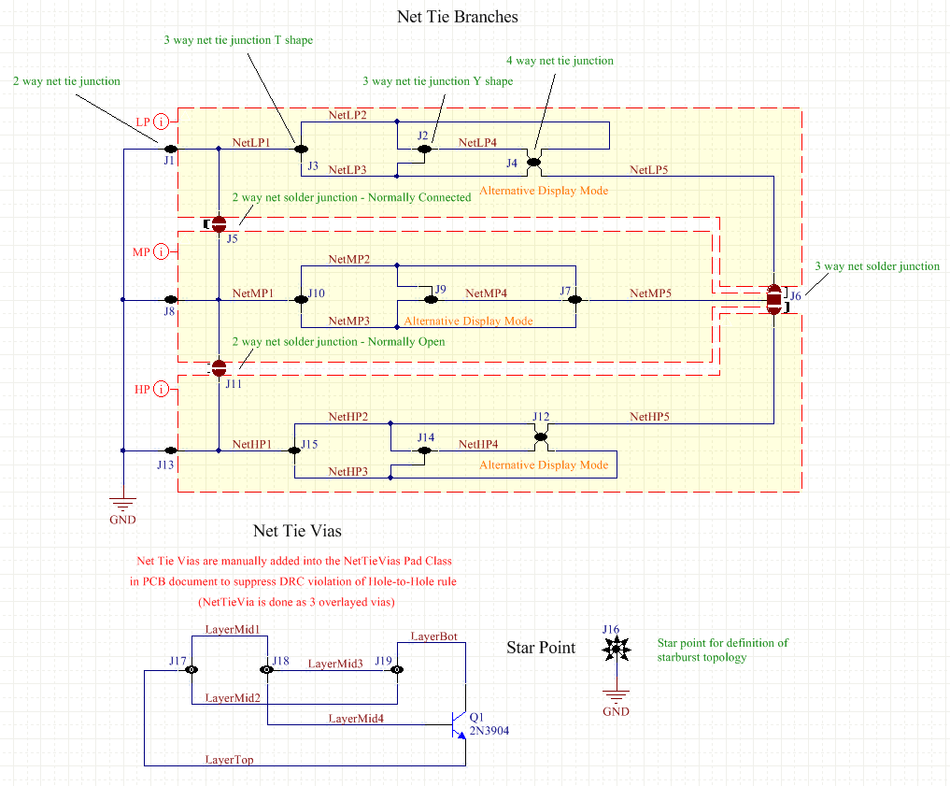 Net Tie Branches
3 way net tie junction T shape
4 way net tie junction
2 way net tie junction
3 way net tie junction Y shape
LP i
NetLP2
J2
NetLP1
NetLP4
J1
J3
J4
NetLP3
NetLP5
Alternative Display Mode
2 way net solder junction - Normally Connected
J5
MP i
NetMP2
3 way net solder junction
NetMP1
J10
J9
NetMP4
J7
NetMP5
J6
J8
NetMP3
Alternative Display Mode
2 way net solder junction - Normally Open
J11
HP i
NetHP2
J12
NetHP5
NetHP1
J15
J14
NetHP4
J13
Alternative Display Mode
NetHP3
GND
Net Tie Vias
Net Tie Vias are manually added into the NetTieVias Pad Class
in PCB document to suppress DRC violation of Hole-to-Hole rule
(NetTieVia is done as 3 overlayed vias)
LayerMid1
LayerBot
J17
J18
LayerMid3
J19
LayerMid2
LayerMid4
Q1
2N3904
LayerTop
Star Point
J16
Star point for definition of
starburst topology
GND